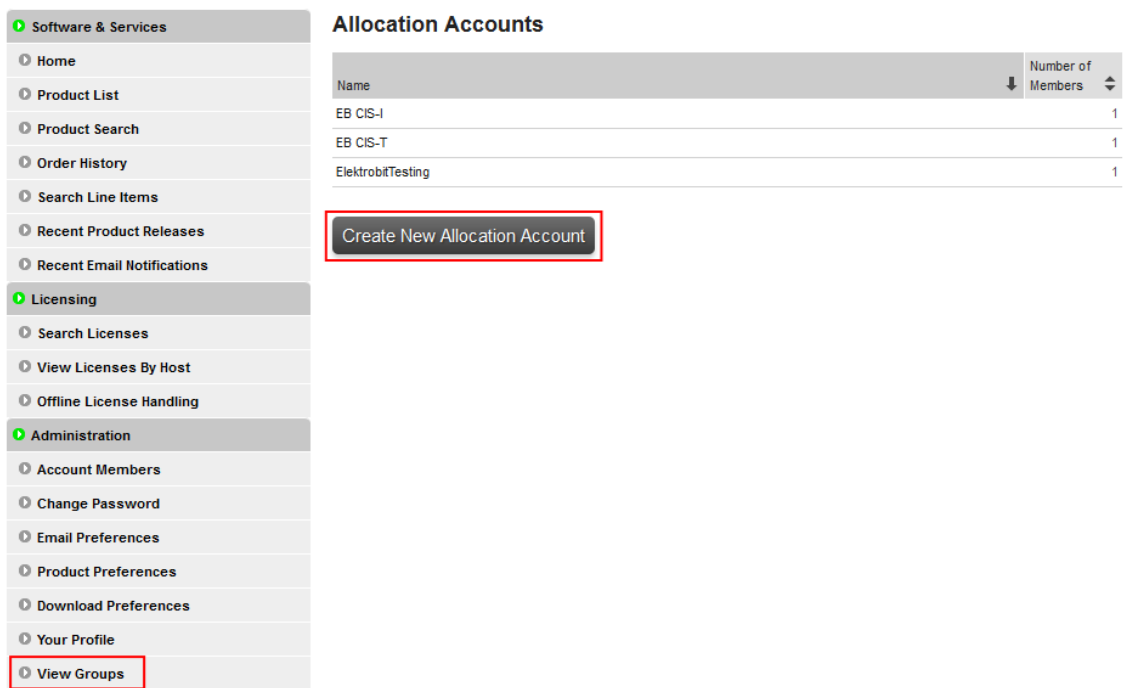 Software & Services
Home
Product List
Product Search
Order History
Search Line Items
Recent Product Releases
Recent Email Notifications
Licensing
Search Licenses
View Licenses By Host
Offline License Handling
Administration
Account Members
Change Password
Email Preferences
Product Preferences
Download Preferences
Your Profile
View Groups
Allocation Accounts
Name
Number of
Members
EB CIS-I 1
EB CIS-T 1
ElektrobitTesting 1
Create New Allocation Account